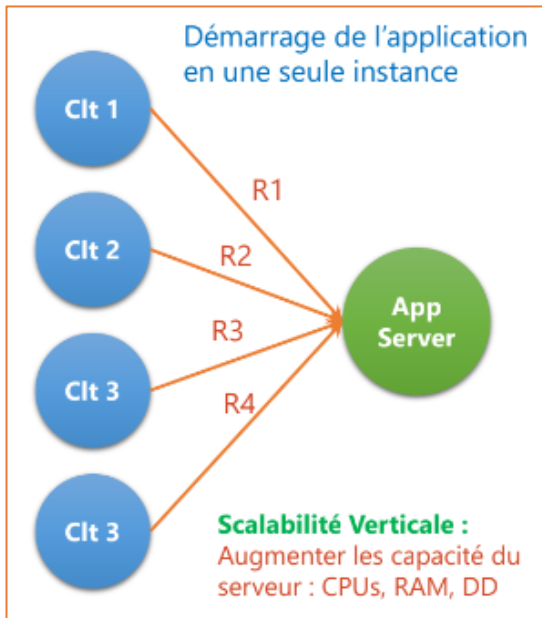 Démarrage de l’application
en une seule instance
Clt 1
R1
Clt 2
R2
App
Server
R3
Clt 3
R4
Clt 3
Scalabilité Verticale :
Augmenter les capacité du
serveur : CPUs, RAM, DD